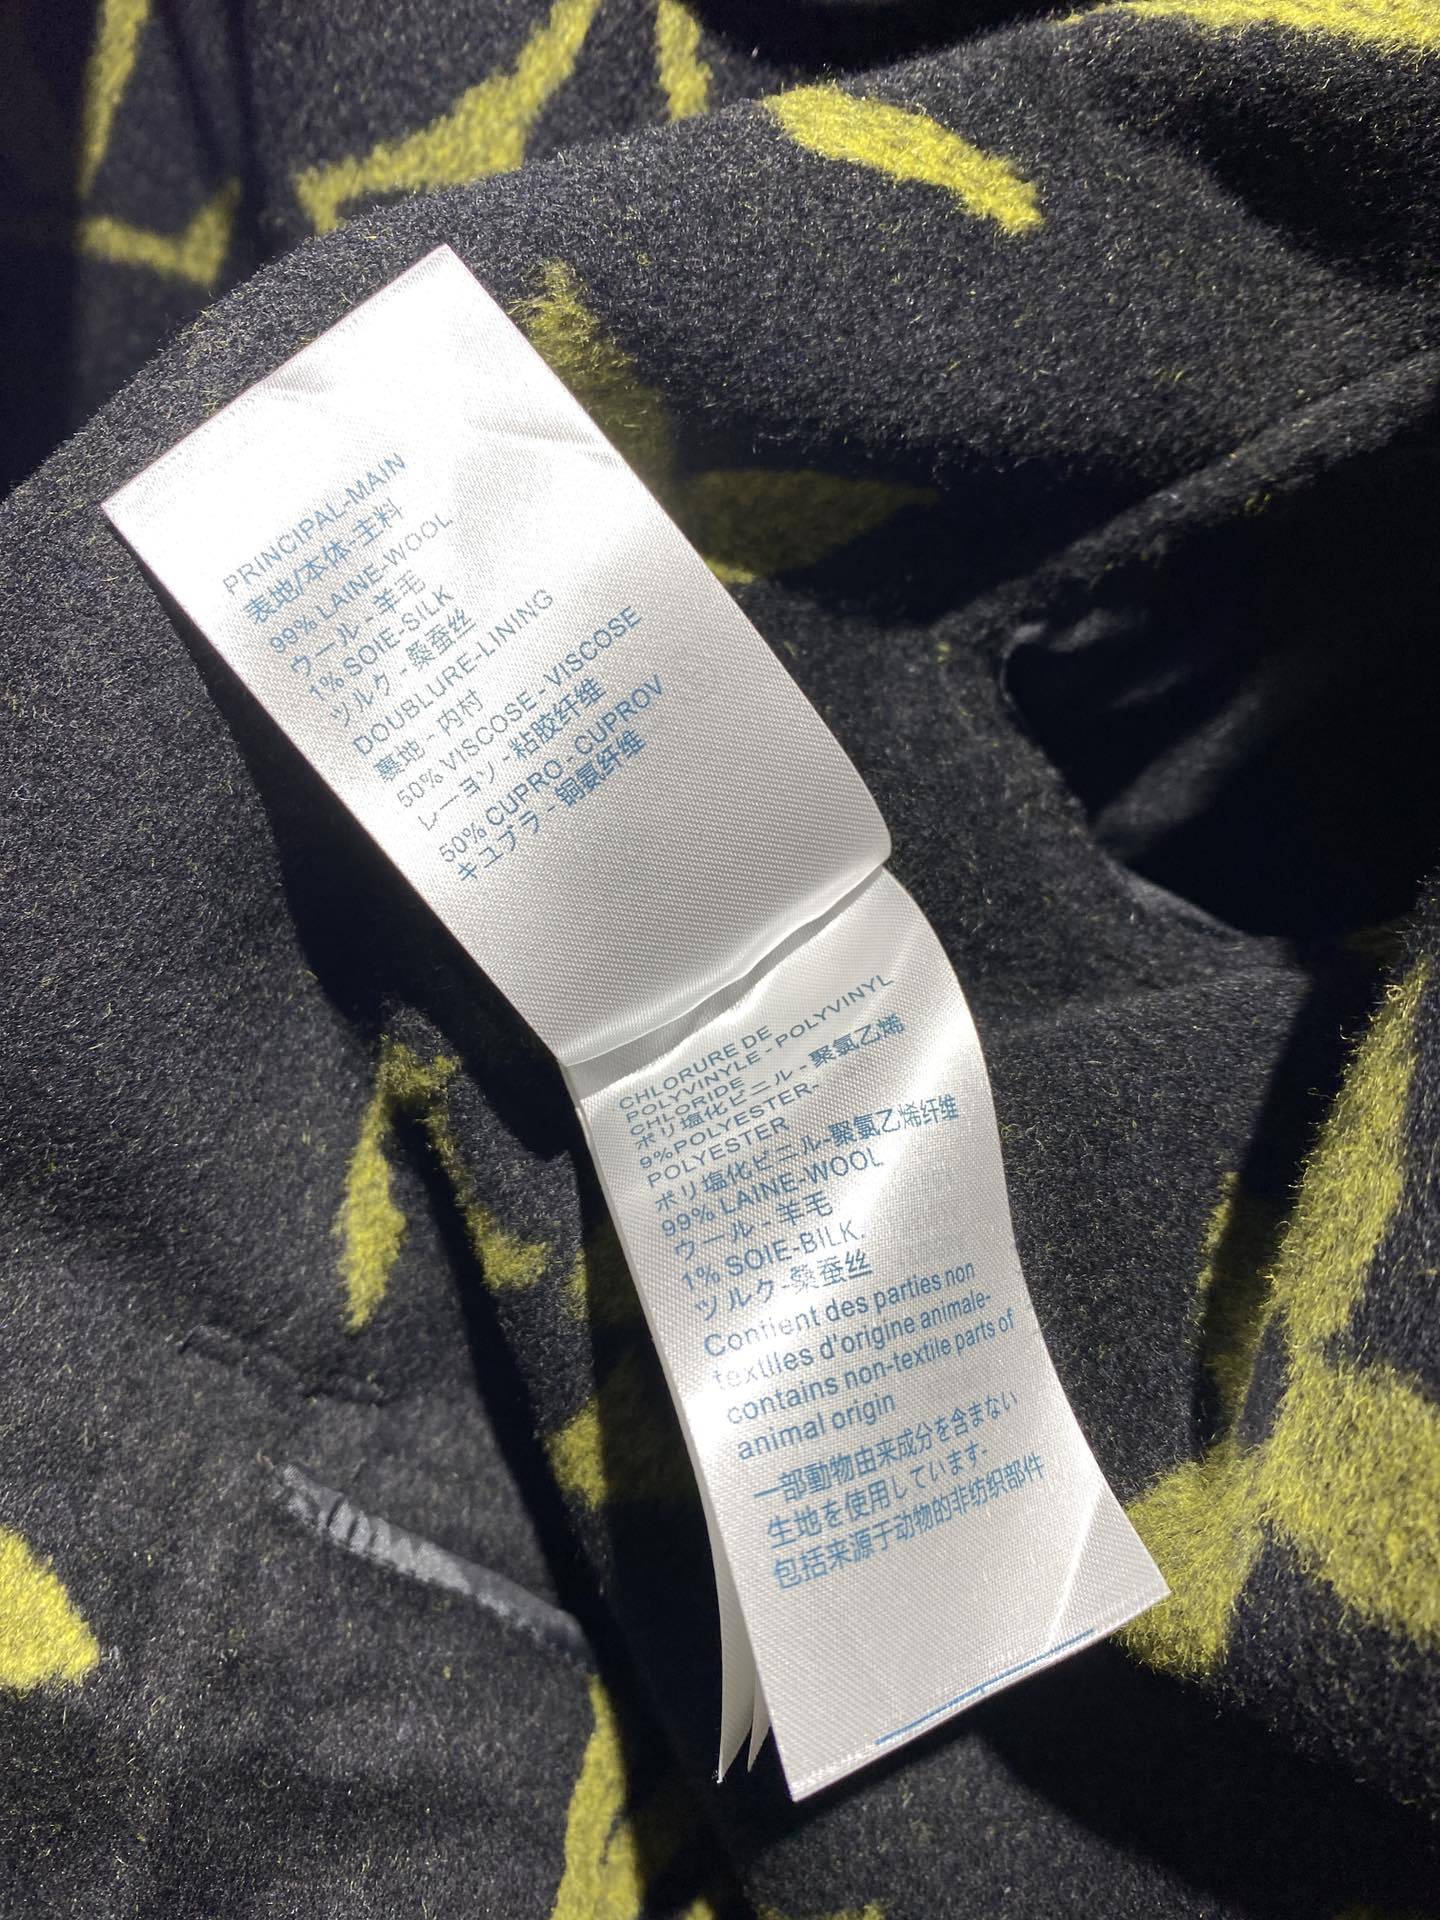 PRINCIPAL-MAIN
表地/本体-主料
99% LAINE-WOOL
ウール - 羊毛
1% SOIE-SILK
ツルク - 桑蚕丝
DOUBLURE-LINING
裏地 - 内衬
50% VISCOSE - VISCOSE
レーヨソ - 粘胶纤维
50% CUPRO - CUPROV
キュプラ - 铜氨纤维
CHLORURE DE
POLYVINYLE - POLYVINYL
CHLORIDE
ポリ塩化ビニル - 聚氯乙烯
9%POLYESTER-
POLYESTER
ポリ塩化ビニル-聚氯乙烯纤维
99% LAINE-WOOL
ウール - 羊毛
1% SOIE-BILK.
ツルク-桑蚕丝
Confient des parties non
textlles d'origine animale-
contains non-textile parts of
animal origin
一部動物由来成分を含まない
生地を使用しています-
包括来源于动物的非纺织部件